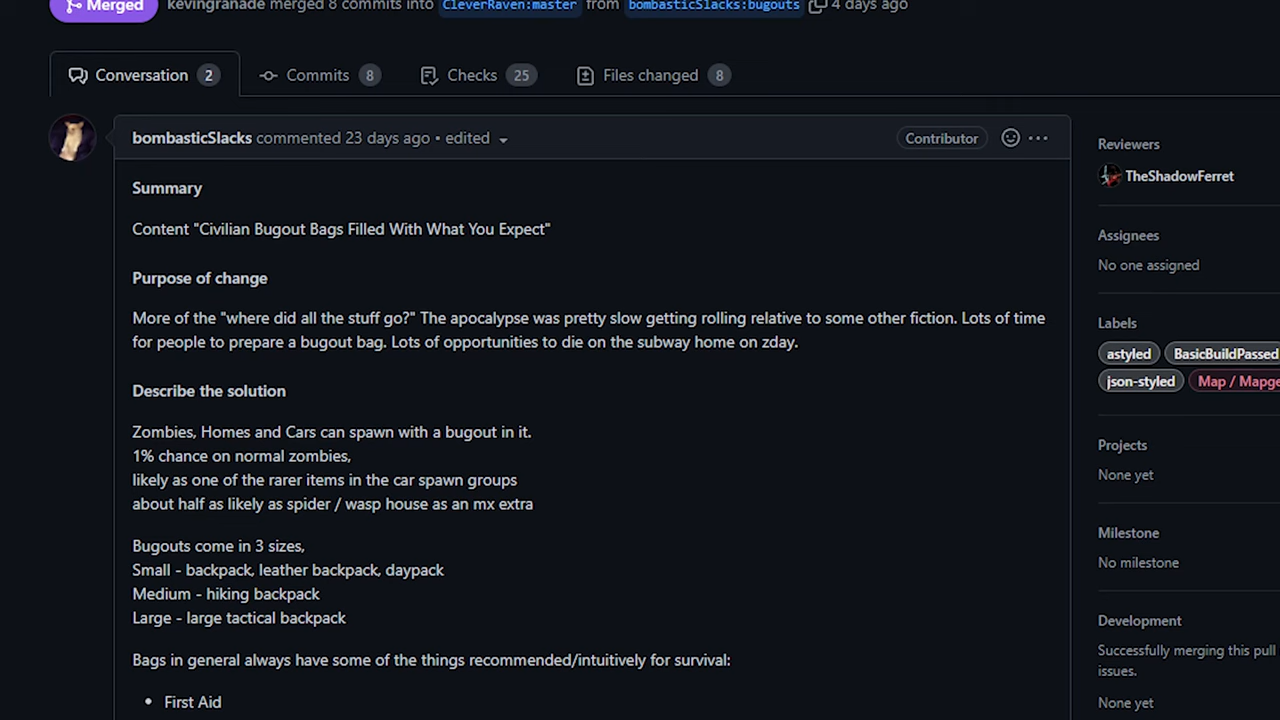 Merged kevingranade merged 8 commits into CleverRaven:master from bombasticSlacks:bugouts 4 days ago
Conversation 2 Commits 8 Checks 25 Files changed 8
bombasticSlacks commented 23 days ago • edited Contributor
Summary
Content "Civilian Bugout Bags Filled With What You Expect"
Purpose of change
More of the "where did all the stuff go?" The apocalypse was pretty slow getting rolling relative to some other fiction. Lots of time
for people to prepare a bugout bag. Lots of opportunities to die on the subway home on zday.
Describe the solution
Zombies, Homes and Cars can spawn with a bugout in it.
1% chance on normal zombies,
likely as one of the rarer items in the car spawn groups
about half as likely as spider / wasp house as an mx extra
Bugouts come in 3 sizes,
Small - backpack, leather backpack, daypack
Medium - hiking backpack
Large - large tactical backpack
Bags in general always have some of the things recommended/intuitively for survival:
• First Aid
Reviewers
TheShadowFerret
Assignees
No one assigned
Labels
astyled BasicBuildPassed
json-styled Map / Mapge
Projects
None yet
Milestone
No milestone
Development
Successfully merging this pull
issues.
None yet